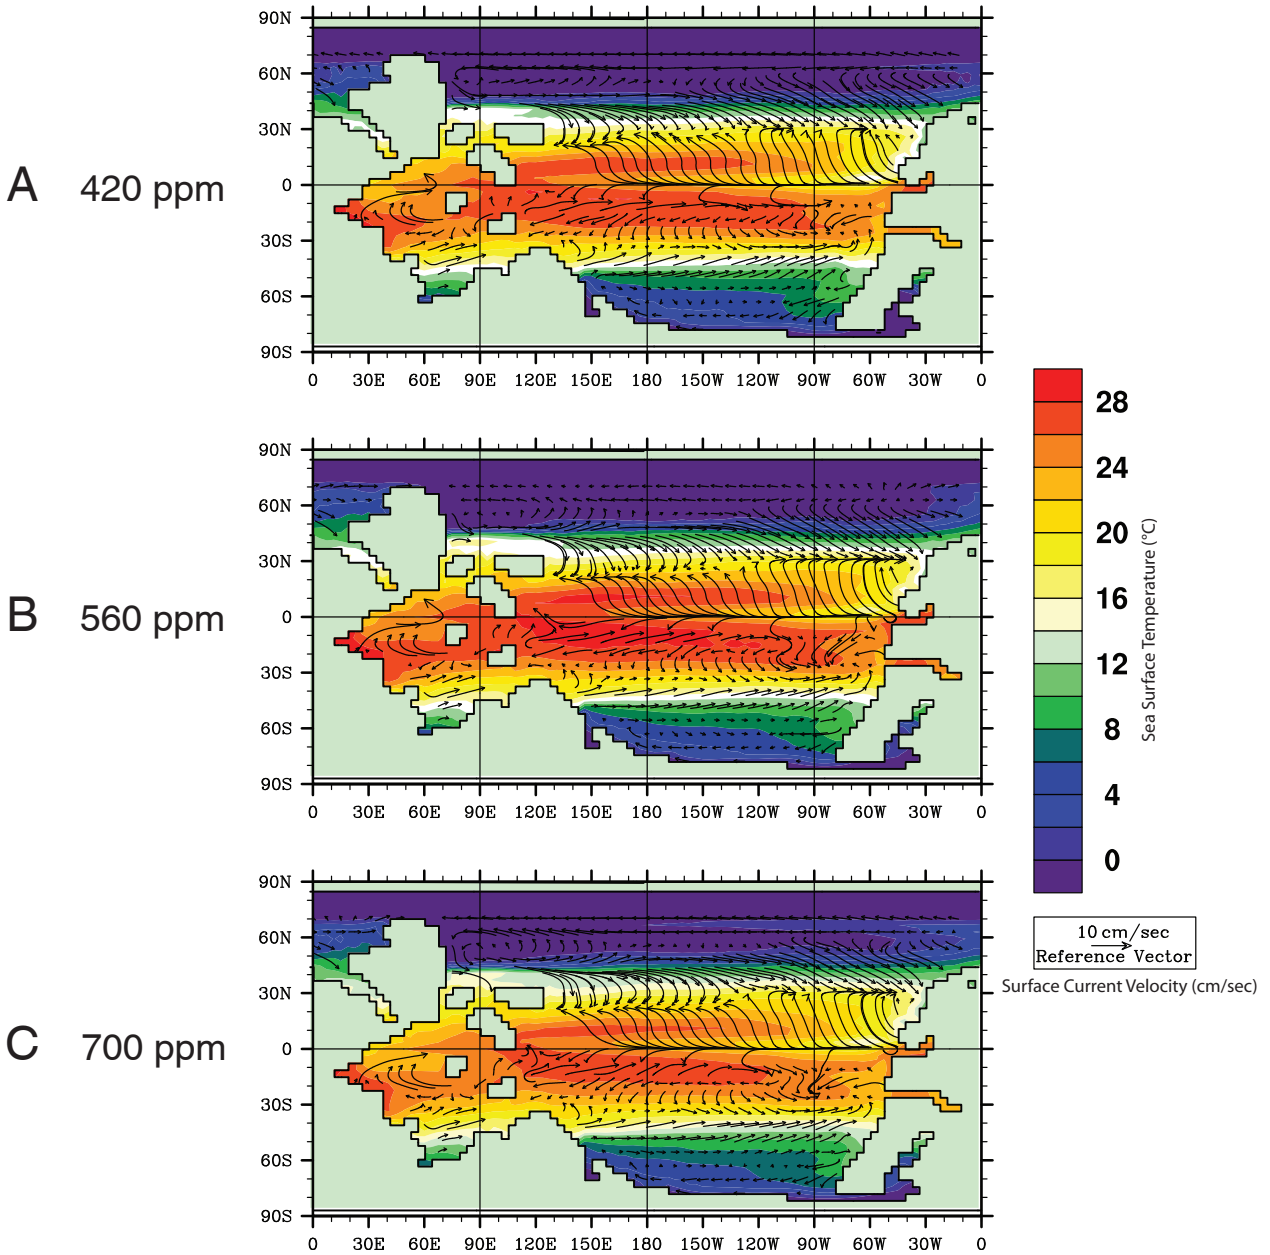 90N
60N
30N
0
30S
60S
90S
0 30E 60E 90E 120E 150E 180 150W 120W 90W 60W 30W 0
A 420 ppm
90N
60N
30N
0
30S
60S
90S
0 30E 60E 90E 120E 150E 180 150W 120W 90W 60W 30W 0
B 560 ppm
90N
60N
30N
0
30S
60S
90S
0 30E 60E 90E 120E 150E 180 150W 120W 90W 60W 30W 0
C 700 ppm
28
24
20
16
12
8
4
0
Sea Surface Temperature (°C)
10 cm/sec
Reference Vector
Surface Current Velocity (cm/sec)